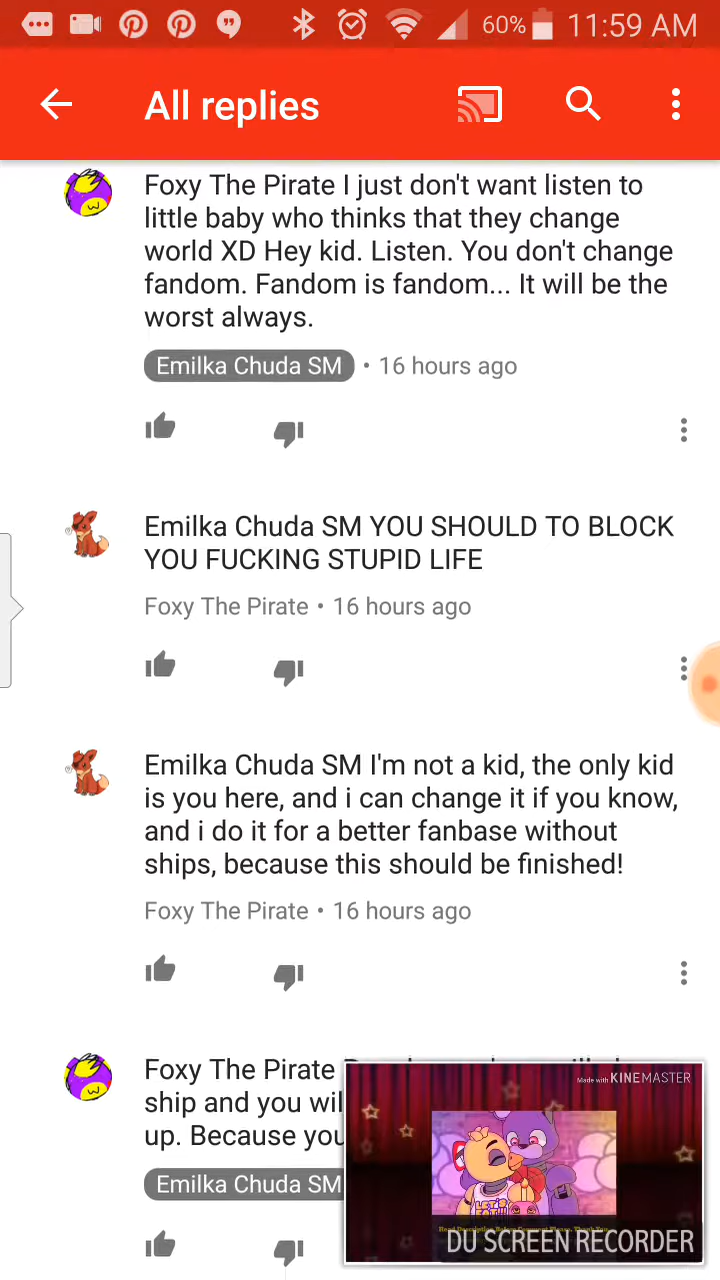 60% 11:59 AM
All replies
Foxy The Pirate I just don't want listen to
little baby who thinks that they change
world XD Hey kid. Listen. You don't change
fandom. Fandom is fandom... It will be the
worst always.
Emilka Chuda SM • 16 hours ago
Emilka Chuda SM YOU SHOULD TO BLOCK
YOU FUCKING STUPID LIFE
Foxy The Pirate • 16 hours ago
Emilka Chuda SM I'm not a kid, the only kid
is you here, and i can change it if you know,
and i do it for a better fanbase without
ships, because this should be finished!
Foxy The Pirate • 16 hours ago
Foxy The Pirate
ship and you wil
up. Because you
Emilka Chuda SM
Made with KINEMASTER
LET'S
EAT!!!
DU SCREEN RECORDER